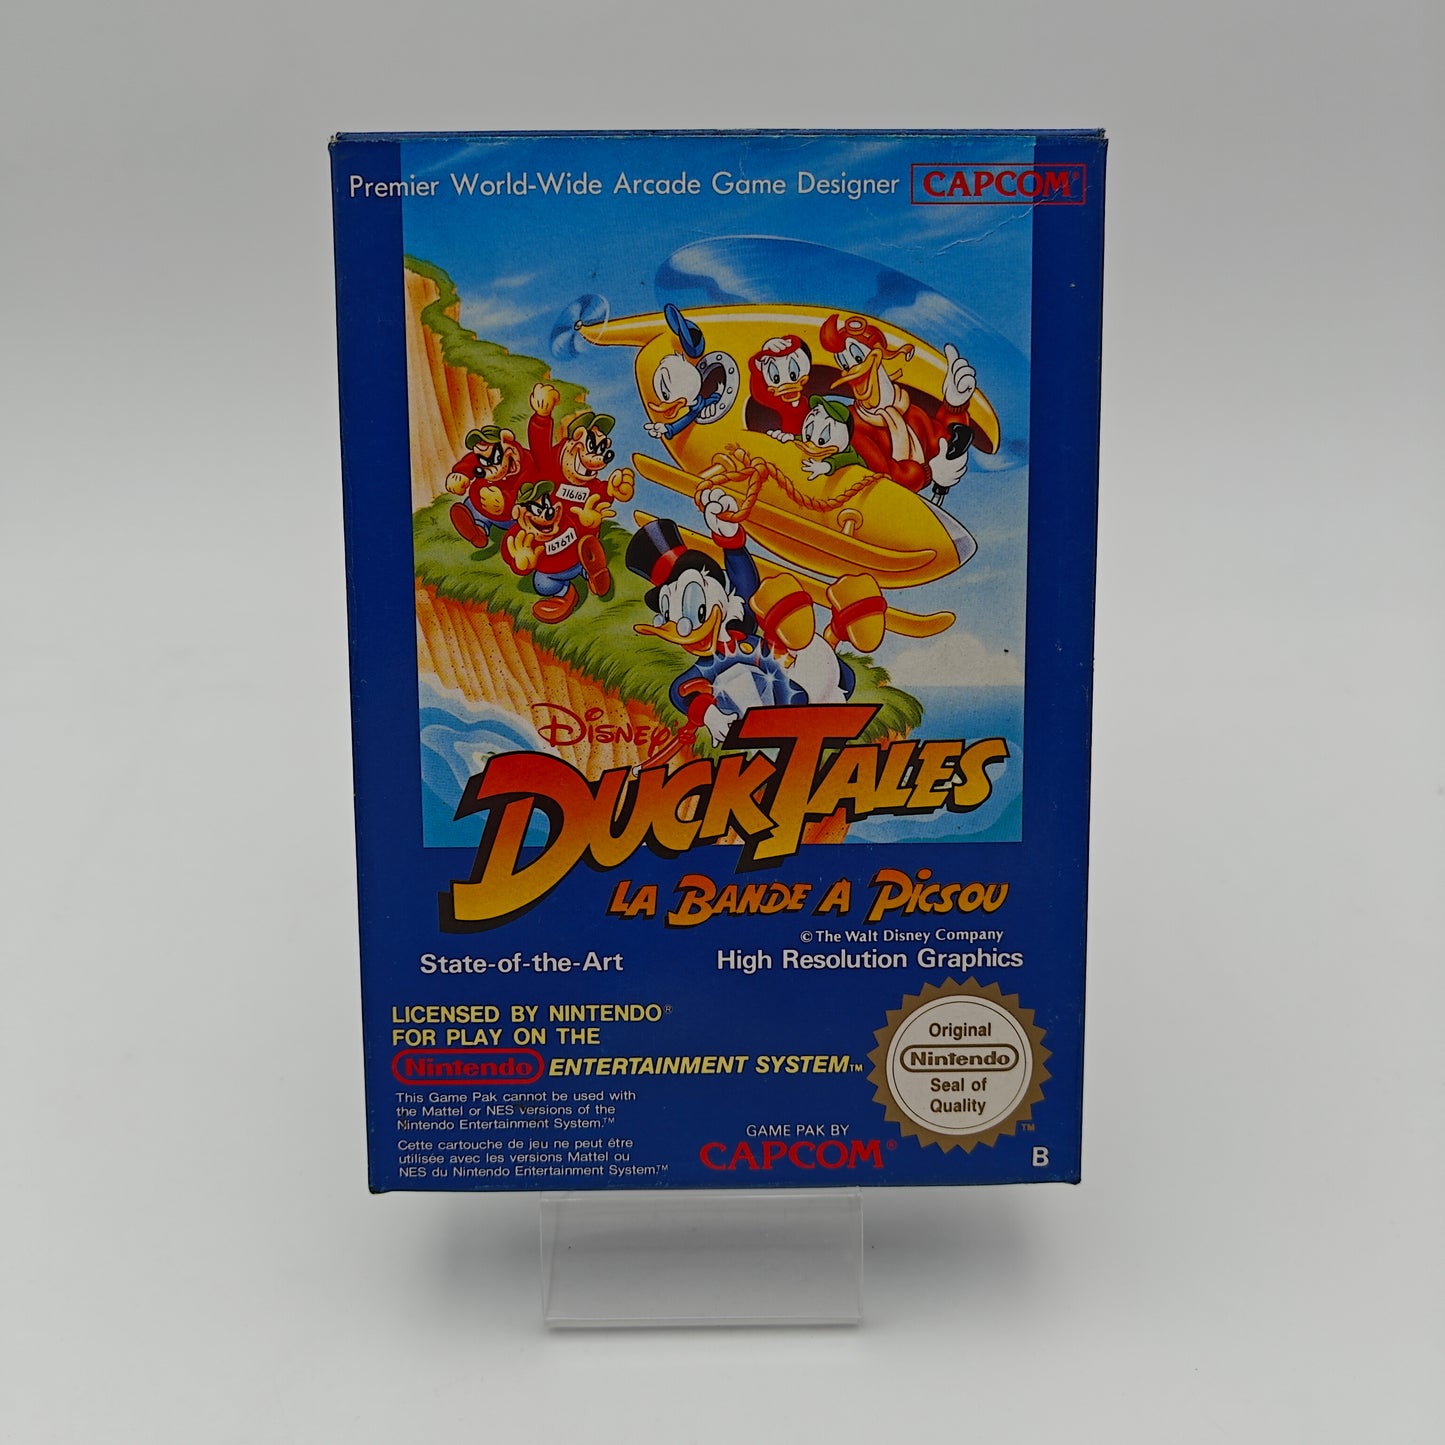 Premier World-Wide Arcade Game Designer CAPCOM®
716167
167671
Disney's
DUCKTALES
LA BANDE A PICSOU
© The Walt Disney Company
State-of-the-Art High Resolution Graphics
LICENSED BY NINTENDO®
FOR PLAY ON THE
Nintendo ENTERTAINMENT SYSTEM™
This Game Pak cannot be used with
the Mattel or NES versions of the
Nintendo Entertainment System.™
Cette cartouche de jeu ne peut être
utilisée avec les versions Mattel ou
NES du Nintendo Entertainment System.™
GAME PAK BY
CAPCOM®
Original
Nintendo
Seal of
Quality
™
B